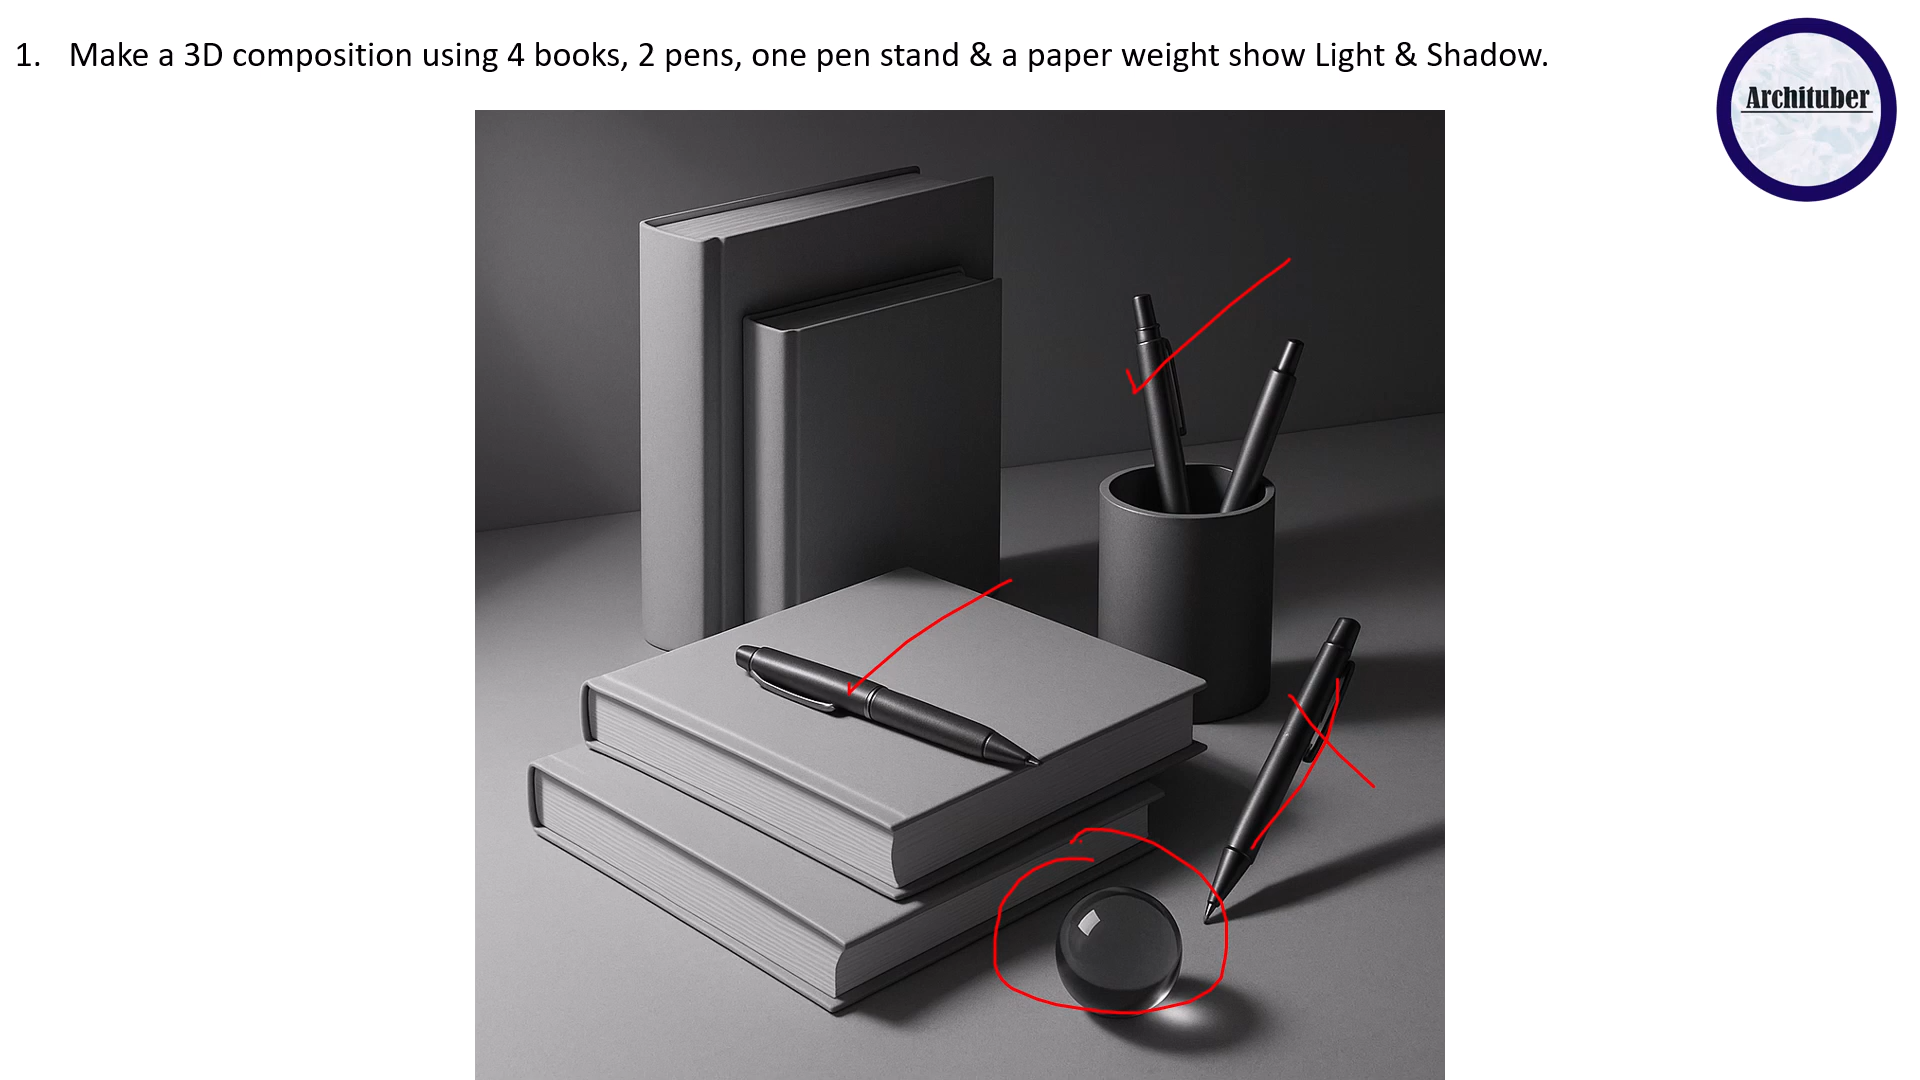 1. Make a 3D composition using 4 books, 2 pens, one pen stand & a paper weight show Light & Shadow.
Archituber